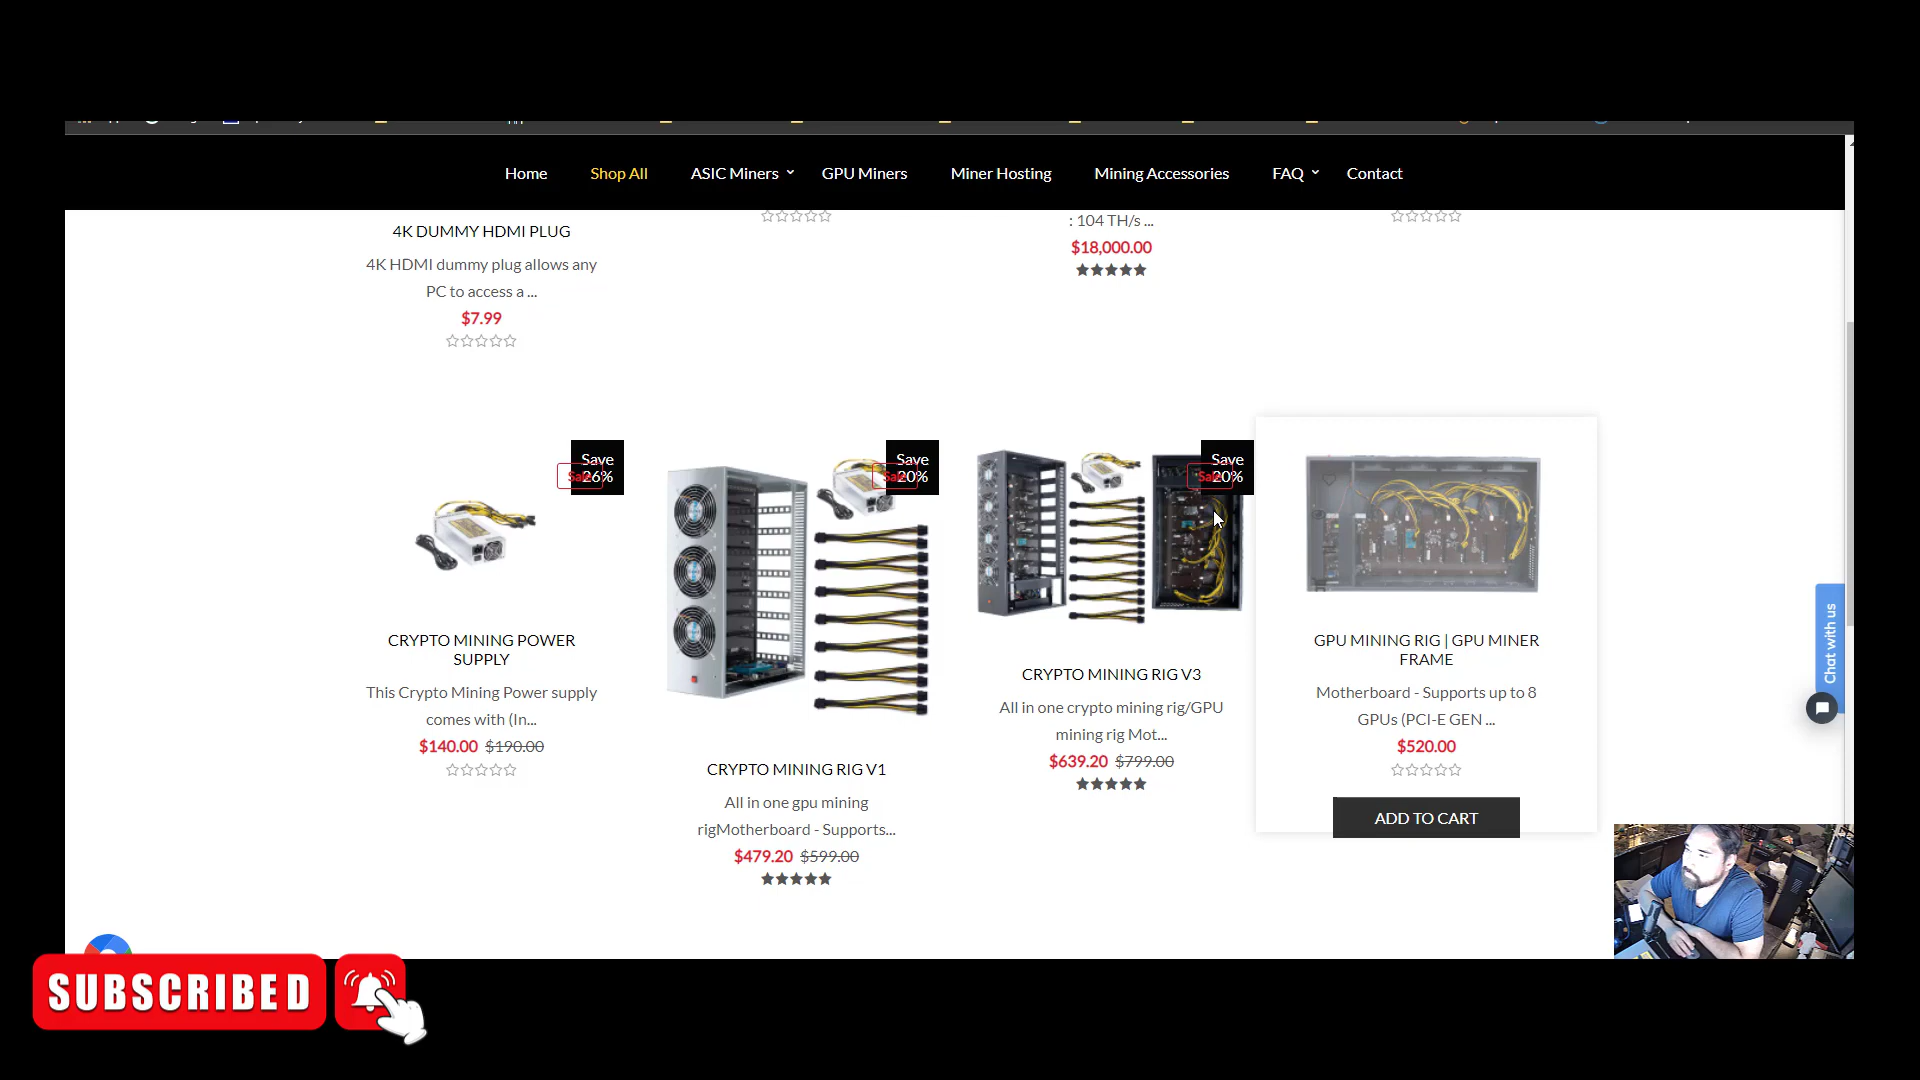 Home Shop All ASIC Miners GPU Miners Miner Hosting Mining Accessories FAQ Contact
4K DUMMY HDMI PLUG
4K HDMI dummy plug allows any
PC to access a ...
$7.99
: 104 TH/s ...
$18,000.00
Save
26%
Sale
CRYPTO MINING POWER
SUPPLY
This Crypto Mining Power supply
comes with (In...
$140.00 $190.00
Save
20%
Sale
CRYPTO MINING RIG V1
All in one gpu mining
rigMotherboard - Supports...
$479.20 $599.00
Save
20%
Sale
CRYPTO MINING RIG V3
All in one crypto mining rig/GPU
mining rig Mot...
$639.20 $799.00
GPU MINING RIG | GPU MINER
FRAME
Motherboard - Supports up to 8
GPUs (PCI-E GEN ...
$520.00
ADD TO CART
Chat with us
SUBSCRIBED